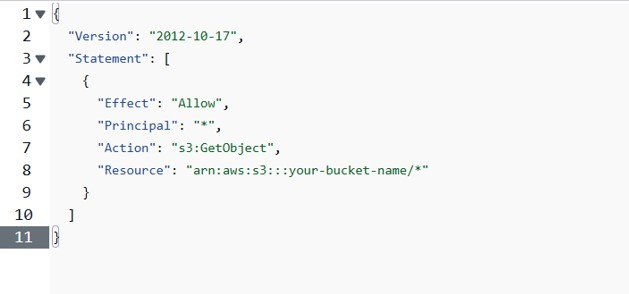 1 {
2 "Version": "2012-10-17",
3 "Statement": [
4 {
5 "Effect": "Allow",
6 "Principal": "*",
7 "Action": "s3:GetObject",
8 "Resource": "arn:aws:s3:::your-bucket-name/*"
9 }
10 ]
11 }